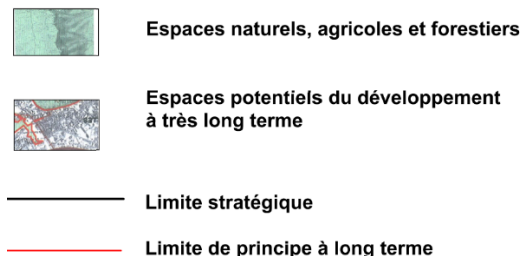 Espaces naturels, agricoles et forestiers
Espaces potentiels du développement
à très long terme
Limite stratégique
Limite de principe à long terme